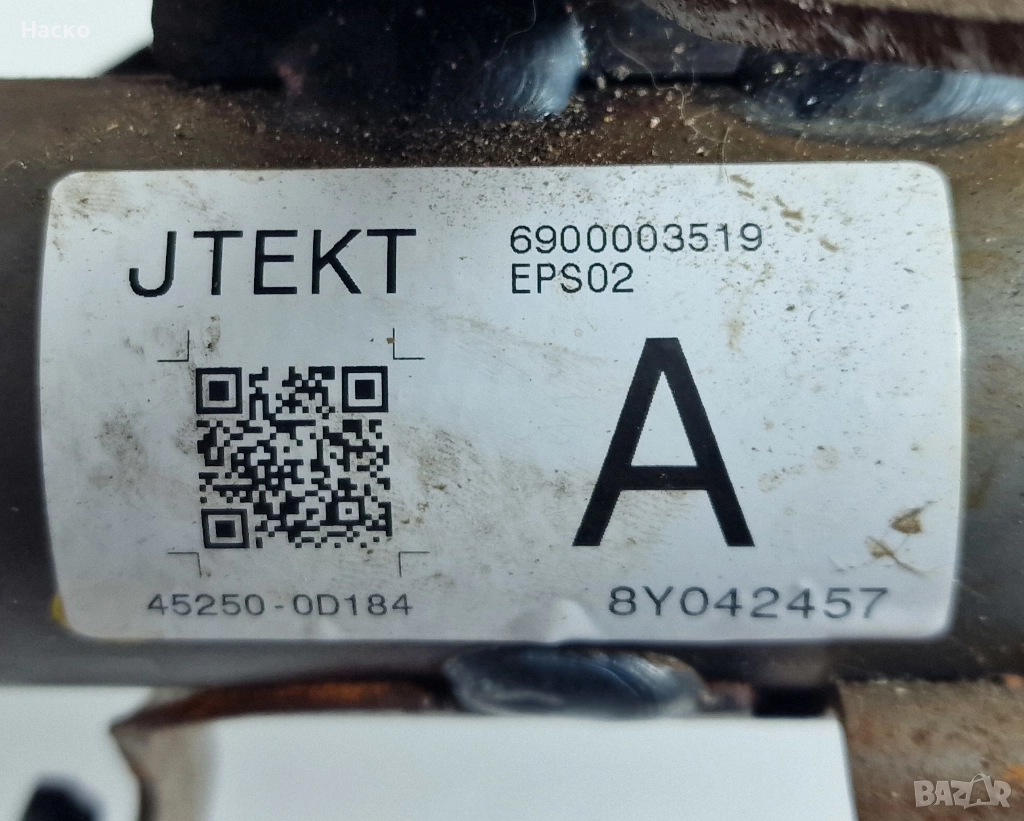 Наско
JTEKT
6900003519
EPS02
A
45250-0D184
8Y042457
BAZAR